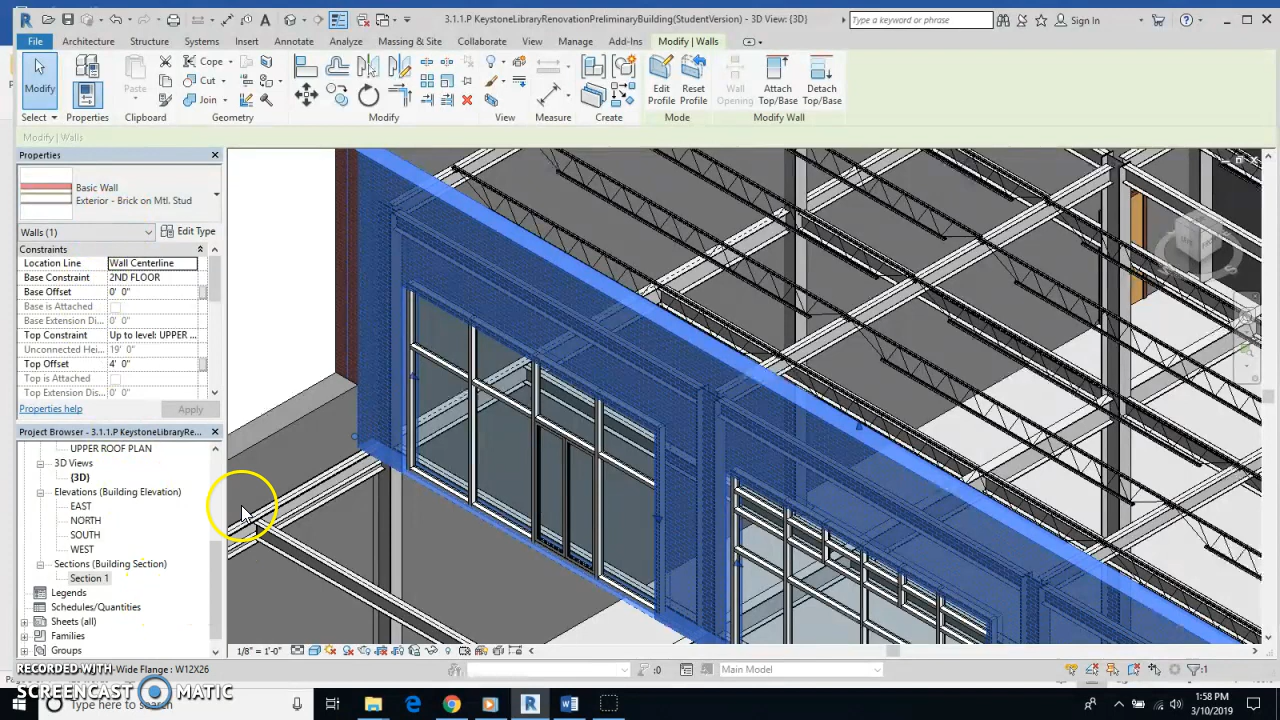 3.1.1.P KeystoneLibraryRenovationPreliminaryBuilding(StudentVersion) - 3D View: {3D}
Type a keyword or phrase
Sign In
File Architecture Structure Systems Insert Annotate Analyze Massing & Site Collaborate View Manage Add-Ins Modify | Walls
Modify
Paste
Cope
Cut
Join
Edit Profile
Reset Profile
Wall Opening
Attach Top/Base
Detach Top/Base
Select Properties Clipboard Geometry Modify View Measure Create Mode Modify Wall
Modify | Walls
Properties
Basic Wall
Exterior - Brick on Mtl. Stud
Walls (1) Edit Type
Constraints
Location Line Wall Centerline
Base Constraint 2ND FLOOR
Base Offset 0' 0"
Base is Attached
Base Extension Di... 0' 0"
Top Constraint Up to level: UPPER ...
Unconnected Hei... 19' 0"
Top Offset 4' 0"
Top is Attached
Top Extension Dis... 0' 0"
Properties help Apply
Project Browser - 3.1.1.P KeystoneLibraryRe...
UPPER ROOF PLAN
3D Views
{3D}
Elevations (Building Elevation)
EAST
NORTH
SOUTH
WEST
Sections (Building Section)
Section 1
Legends
Schedules/Quantities
Sheets (all)
Families
Groups
1/8" = 1'-0"
-Wide Flange : W12X26
:0 Main Model :1
RECORDED WITH
SCREENCAST MATIC
Type here to search
1:58 PM
3/10/2019